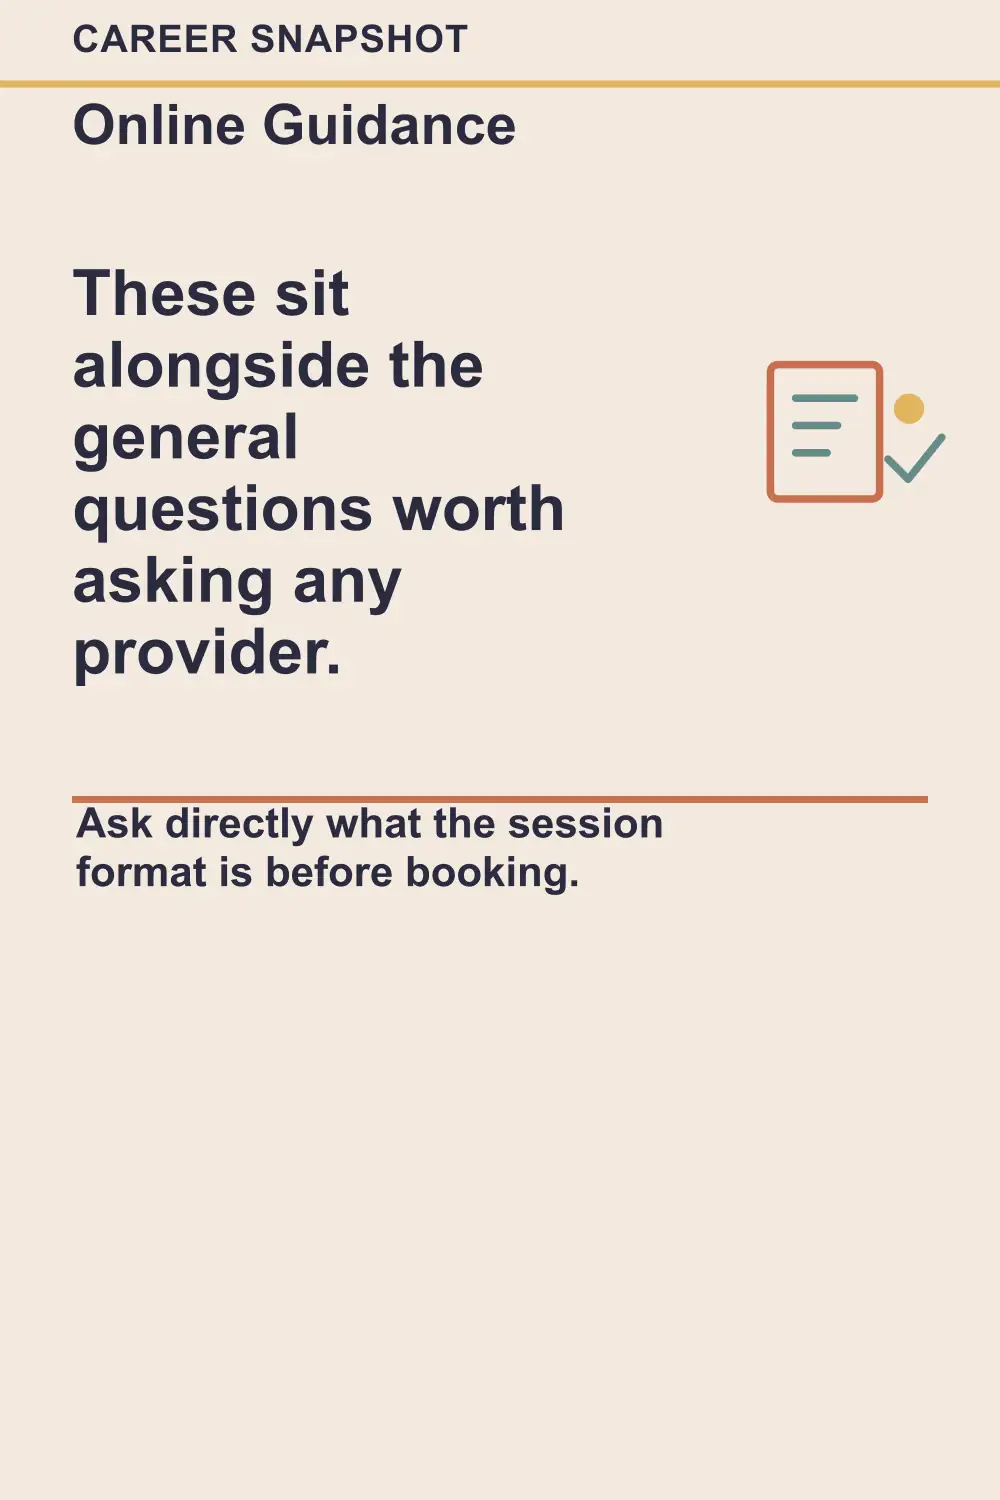 CAREER SNAPSHOT
Online Guidance
These sit
alongside the
general
questions worth
asking any
provider.
Ask directly what the session
format is before booking.